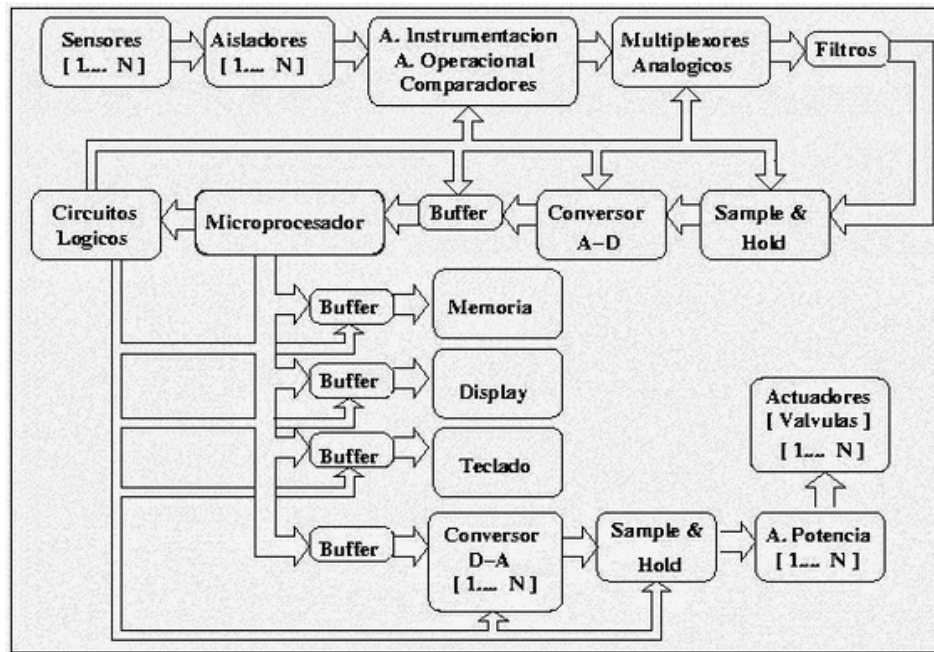 Sensores
[ 1.... N ]
Aisladores
[ 1.... N ]
A. Instrumentacion
A. Operacional
Comparadores
Multiplexores
Analogicos
Filtros
Circuitos
Logicos
Microprocesador
Buffer
Conversor
A-D
Sample &
Hold
Buffer
Memoria
Buffer
Display
Buffer
Teclado
Actuadores
[ Valvulas ]
[ 1.... N ]
Buffer
Conversor
D-A
[ 1.... N ]
Sample &
Hold
A. Potencia
[ 1.... N ]